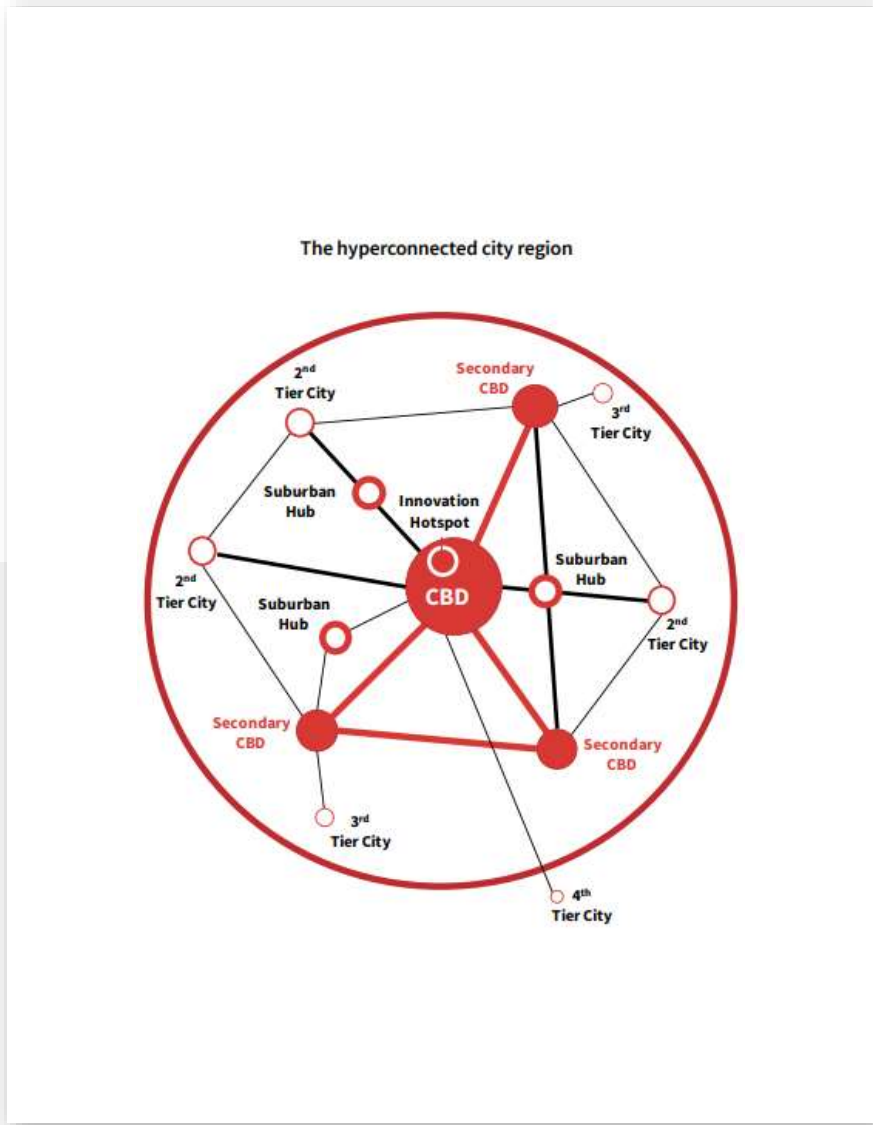 The hyperconnected city region
2nd
Tier City
Secondary
CBD
3rd
Tier City
Suburban
Hub
Innovation
Hotspot
Suburban
Hub
CBD
2nd
Tier City
Suburban
Hub
2nd
Tier City
Secondary
CBD
Secondary
CBD
3rd
Tier City
4th
Tier City